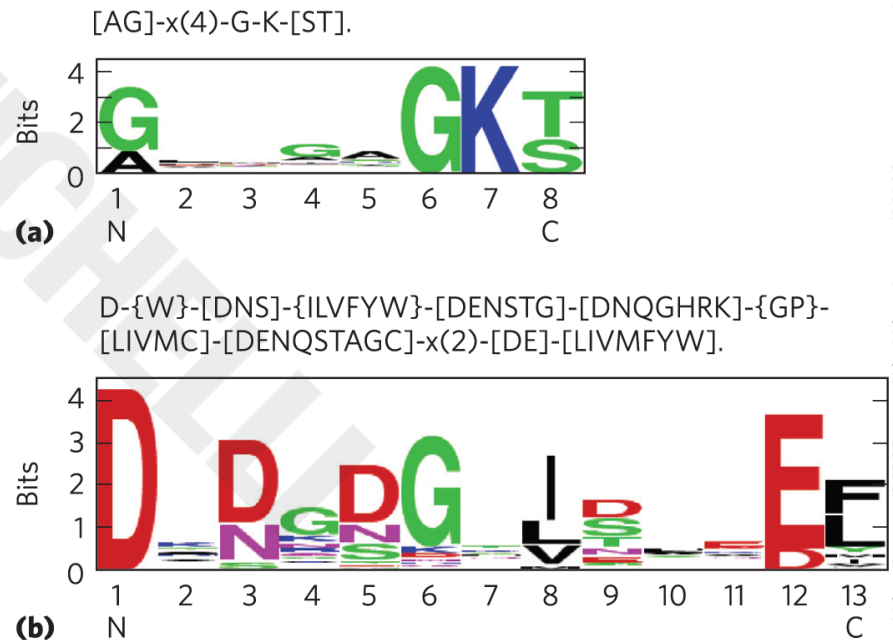 [AG]-x(4)-G-K-[ST].
4
2
0
Bits
G
A
G
A
G
K
T
S
1 2 3 4 5 6 7 8
(a) N C
D-{W}-[DNS]-{ILVFYW}-[DENSTG]-[DNQGHRK]-{GP}-
[LIVMC]-[DENQSTAGC]-x(2)-[DE]-[LIVMFYW].
4
3
2
1
0
Bits
D
D
N
S
G
K
N
D
N
S
G
K
I
L
V
D
S
T
N
E
E
E
D
F
L
1 2 3 4 5 6 7 8 9 10 11 12 13
(b) N C